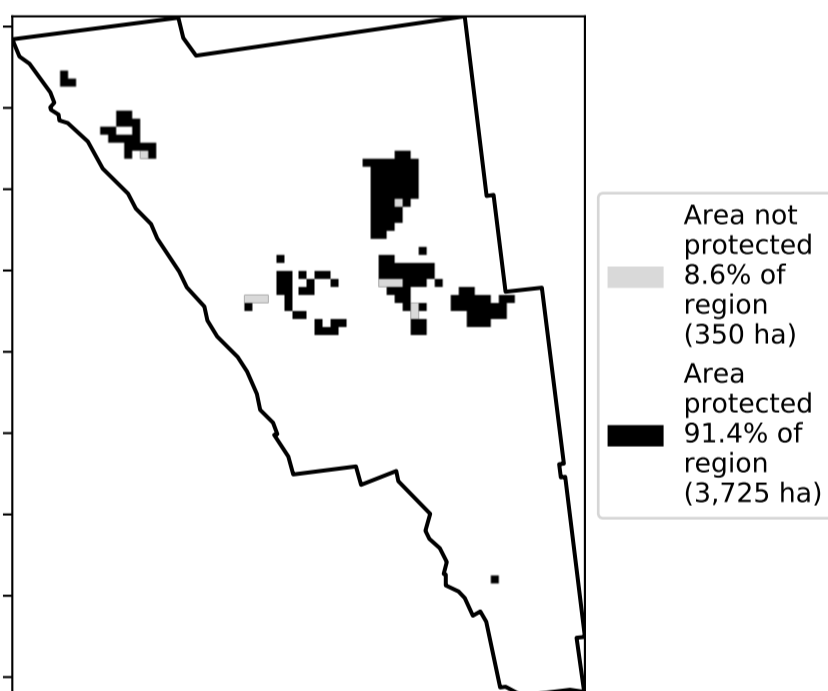 Area not
protected
8.6% of
region
(350 ha)
Area
protected
91.4% of
region
(3,725 ha)